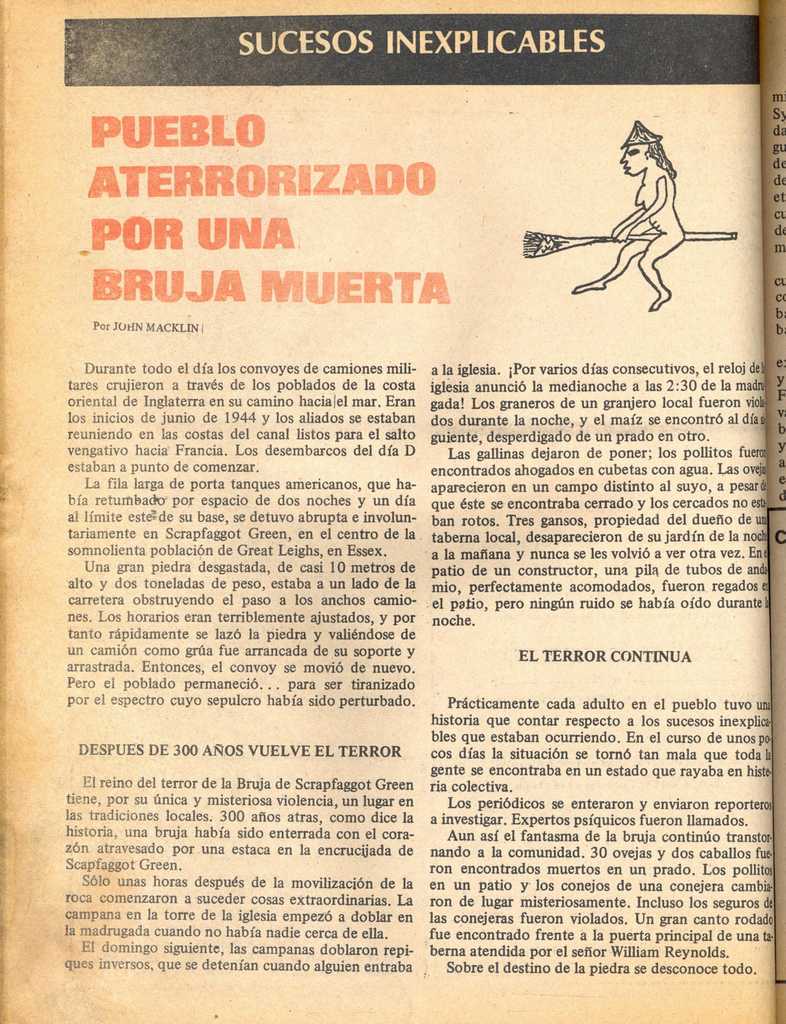 SUCESOS INEXPLICABLES
PUEBLO
ATERRORIZADO
POR UNA
BRUJA MUERTA
Por JOHN MACKLIN
Durante todo el día los convoyes de camiones mili-
tares crujieron a través de los poblados de la costa
oriental de Inglaterra en su camino hacia el mar. Eran
los inicios de junio de 1944 y los aliados se estaban
reuniendo en las costas del canal listos para el salto
vengativo hacia Francia. Los desembarcos del día D
estaban a punto de comenzar.
La fila larga de porta tanques americanos, que ha-
bía retumbado por espacio de dos noches y un día
al límite este de su base, se detuvo abrupta e involun-
tariamente en Scrapfaggot Green, en el centro de la
somnolienta población de Great Leighs, en Essex.
Una gran piedra desgastada, de casi 10 metros de
alto y dos toneladas de peso, estaba a un lado de la
carretera obstruyendo el paso a los anchos camio-
nes. Los horarios eran terriblemente ajustados, y por
tanto rápidamente se lazó la piedra y valiéndose de
un camión como grúa fue arrancada de su soporte y
arrastrada. Entonces, el convoy se movió de nuevo.
Pero el poblado permaneció... para ser tiranizado
por el espectro cuyo sepulcro había sido perturbado.
DESPUES DE 300 AÑOS VUELVE EL TERROR
El reino del terror de la Bruja de Scrapfaggot Green
tiene, por su única y misteriosa violencia, un lugar en
las tradiciones locales. 300 años atras, como dice la
historia, una bruja había sido enterrada con el cora-
zón atravesado por una estaca en la encrucijada de
Scapfaggot Green.
Sólo unas horas después de la movilización de la
roca comenzaron a suceder cosas extraordinarias. La
campana en la torre de la iglesia empezó a doblar en
la madrugada cuando no había nadie cerca de ella.
El domingo siguiente, las campanas doblaron repi-
ques inversos, que se detenían cuando alguien entraba
a la iglesia. ¡Por varios días consecutivos, el reloj de
iglesia anunció la medianoche a las 2:30 de la madru
gada! Los graneros de un granjero local fueron viola-
dos durante la noche, y el maíz se encontró al día si
guiente, desperdigado de un prado en otro.
Las gallinas dejaron de poner; los pollitos fueron
encontrados ahogados en cubetas con agua. Las ovejas
aparecieron en un campo distinto al suyo, a pesar de
que éste se encontraba cerrado y los cercados no esta-
ban rotos. Tres gansos, propiedad del dueño de una
taberna local, desaparecieron de su jardín de la noche
a la mañana y nunca se les volvió a ver otra vez. En
patio de un constructor, una pila de tubos de anda
mio, perfectamente acomodados, fueron regados
el patio, pero ningún ruido se había oído durante
noche.
EL TERROR CONTINUA
Prácticamente cada adulto en el pueblo tuvo una
historia que contar respecto a los sucesos inexplica-
bles que estaban ocurriendo. En el curso de unos po-
cos días la situación se tornó tan mala que toda la
gente se encontraba en un estado que rayaba en histe-
ria colectiva.
Los periódicos se enteraron y enviaron reporteros
a investigar. Expertos psíquicos fueron llamados.
Aun así el fantasma de la bruja continúo transtor-
nando a la comunidad. 30 ovejas y dos caballos fue-
ron encontrados muertos en un prado. Los pollitos
en un patio y los conejos de una conejera cambia-
ron de lugar misteriosamente. Incluso los seguros de
las conejeras fueron violados. Un gran canto rodado
fue encontrado frente a la puerta principal de una ta-
berna atendida por el señor William Reynolds.
Sobre el destino de la piedra se desconoce todo.